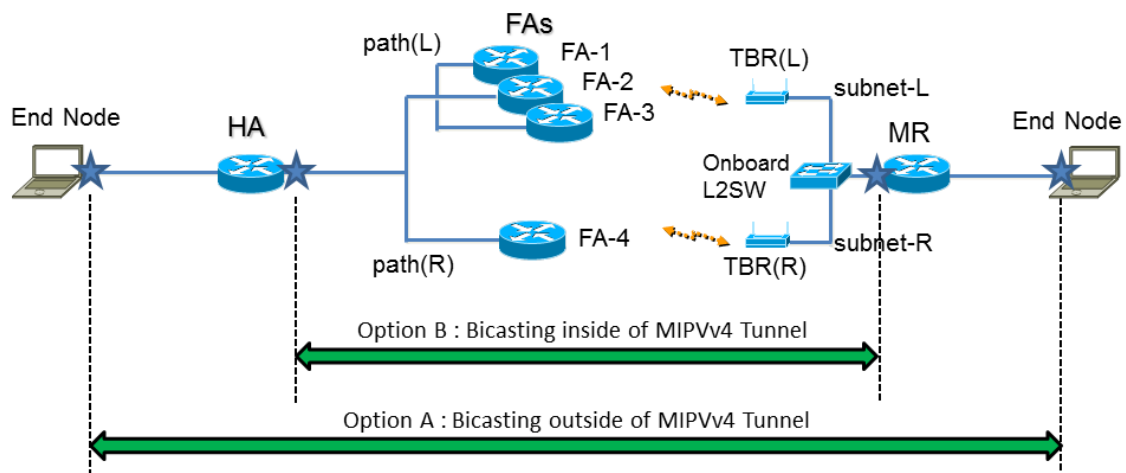 FAs
path(L)
FA-1
FA-2
FA-3
TBR(L)
subnet-L
End Node
HA
MR
End Node
Onboard
L2SW
FA-4
path(R)
TBR(R)
subnet-R
Option B : Bicasting inside of MIPVv4 Tunnel
Option A : Bicasting outside of MIPVv4 Tunnel